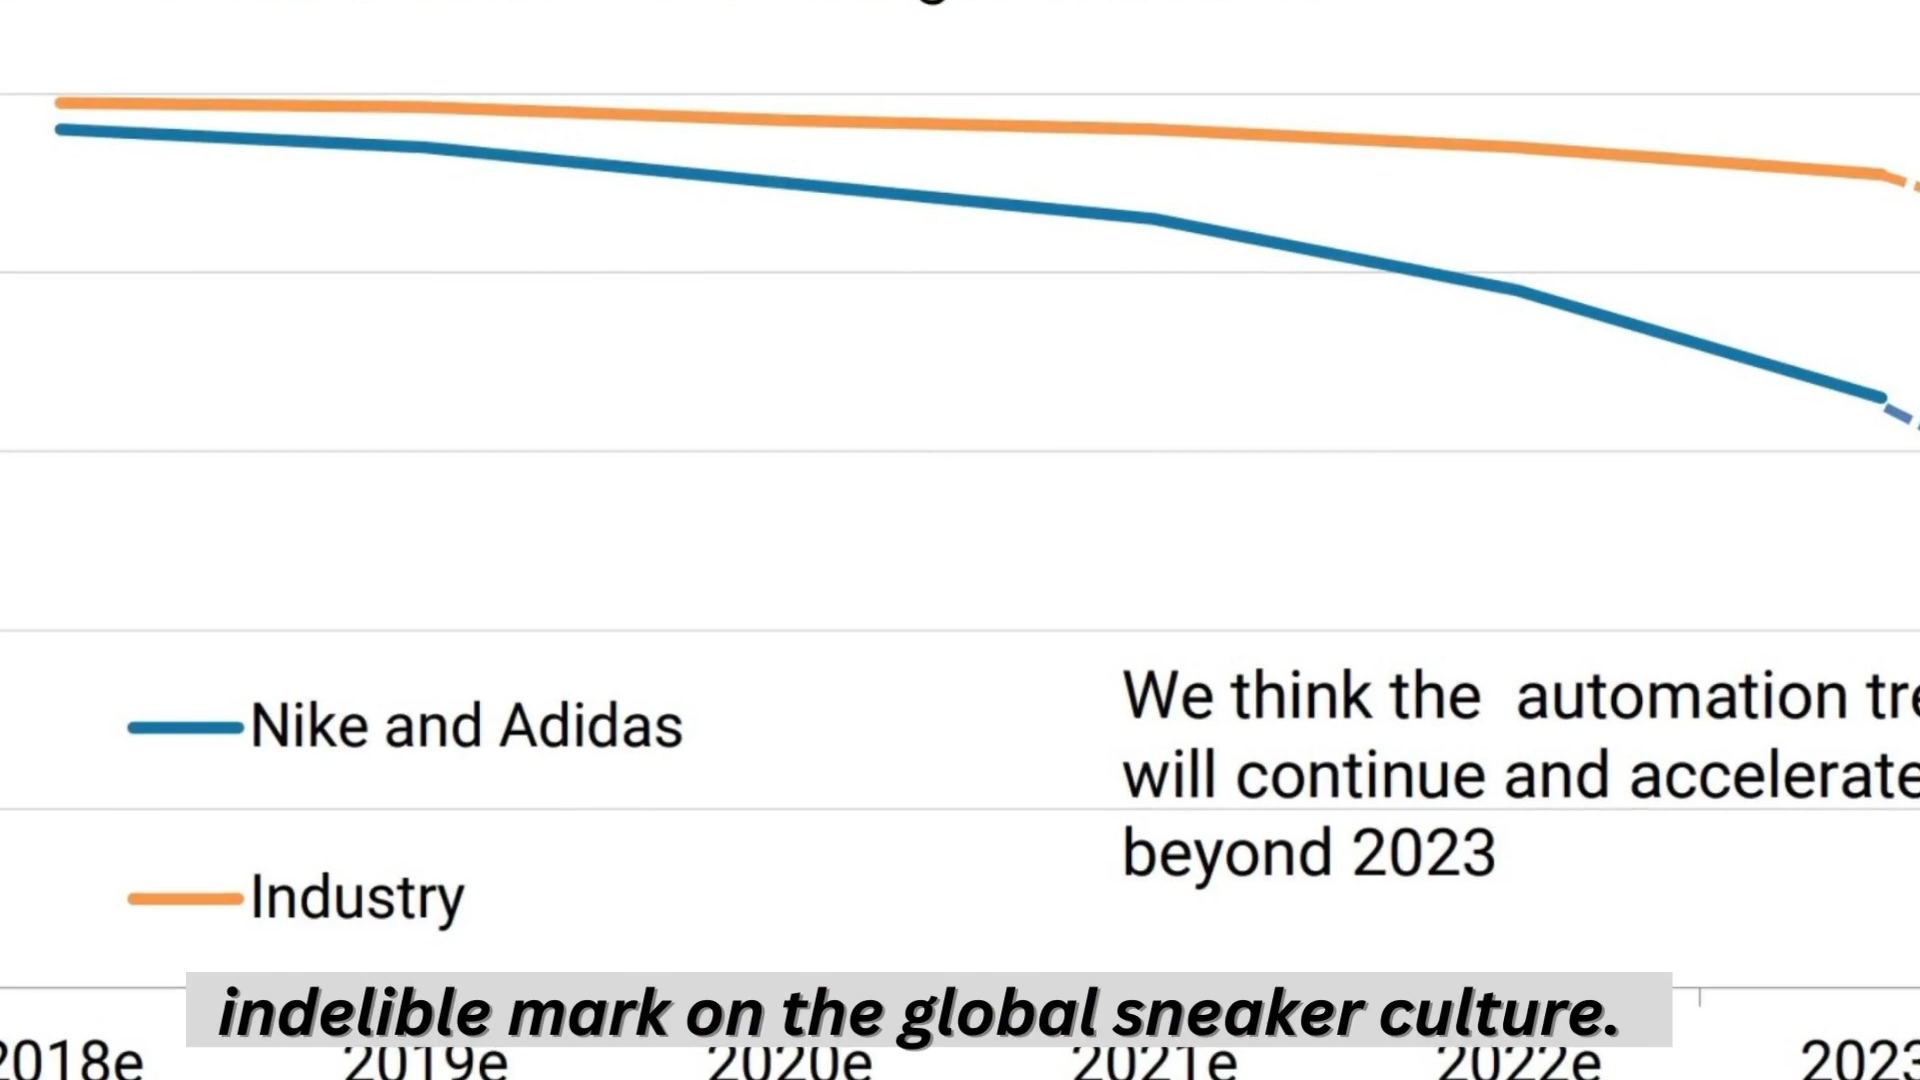 Nike and Adidas
We think the automation
will continue and accelerate
beyond 2023
Industry
indelible mark on the global sneaker culture.
2018e 2019e 2020e 2021e 2022e 2023